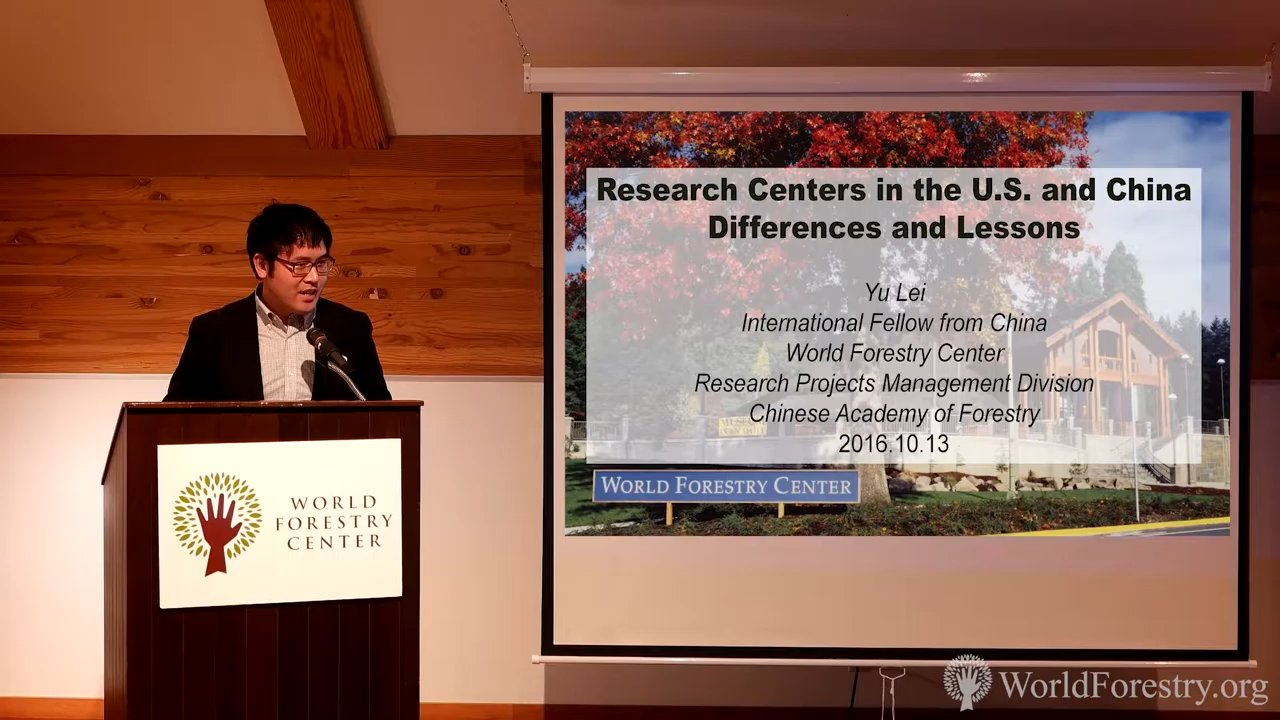 Research Centers in the U.S. and China
Differences and Lessons
Yu Lei
International Fellow from China
World Forestry Center
Research Projects Management Division
Chinese Academy of Forestry
2016.10.13
WORLD FORESTRY CENTER
WORLD
FORESTRY
CENTER
WorldForestry.org